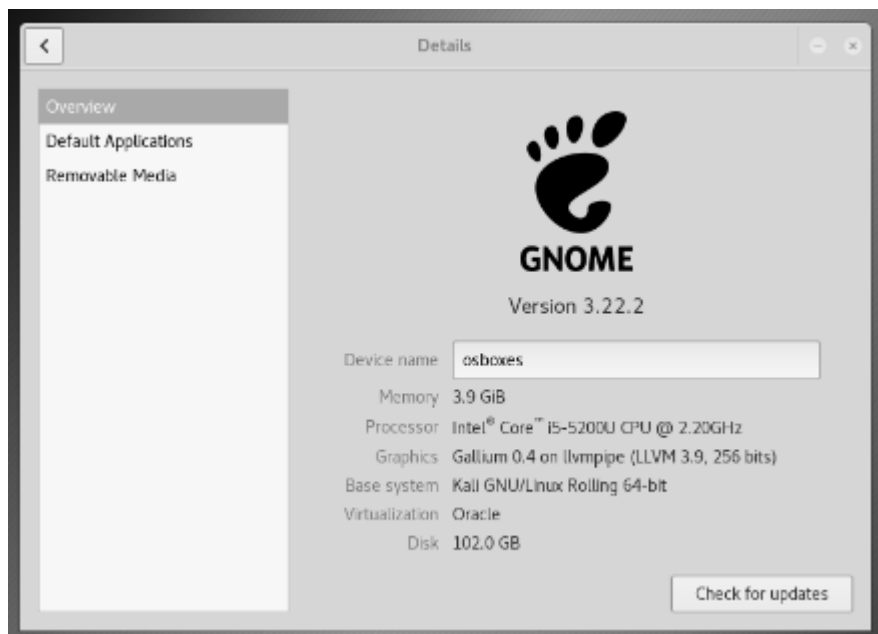 Details
Overview
Default Applications
Removable Media
GNOME
Version 3.22.2
Device name osboxes
Memory 3.9 GiB
Processor Intel® Core™ i5-5200U CPU @ 2.20GHz
Graphics Gallium 0.4 on llvmpipe (LLVM 3.9, 256 bits)
Base system Kali GNU/Linux Rolling 64-bit
Virtualization Oracle
Disk 102.0 GB
Check for updates